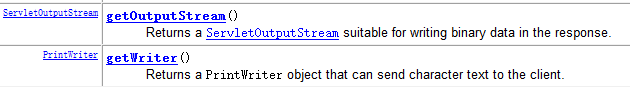 ServletOutputStream getOutputStream()
Returns a ServletOutputStream suitable for writing binary data in the response.
PrintWriter getWriter()
Returns a PrintWriter object that can send character text to the client.